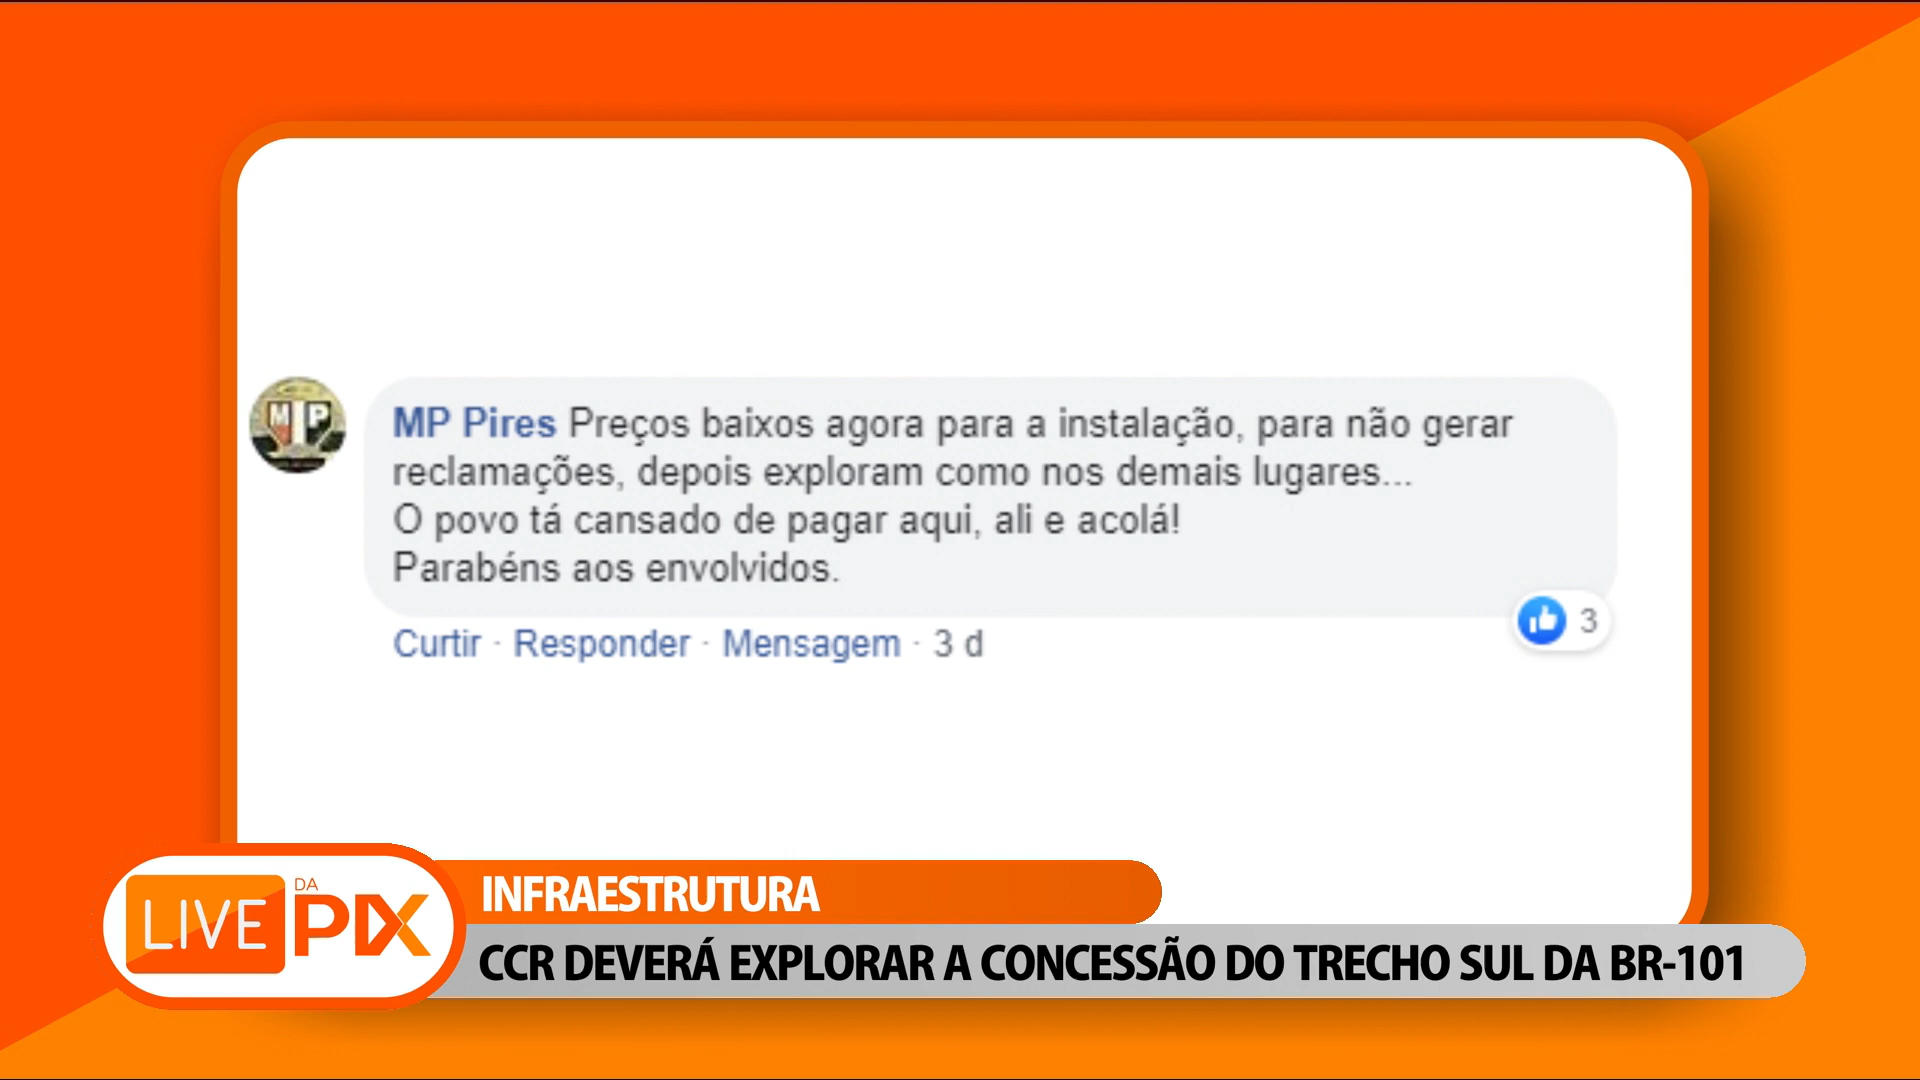 MIP
MP Pires Preços baixos agora para a instalação, para não gerar
reclamações, depois exploram como nos demais lugares...
O povo tá cansado de pagar aqui, ali e acolá!
Parabéns aos envolvidos.
3
Curtir · Responder · Mensagem · 3 d
INFRAESTRUTURA
LIVE DA PIX
CCR DEVERÁ EXPLORAR A CONCESSÃO DO TRECHO SUL DA BR-101